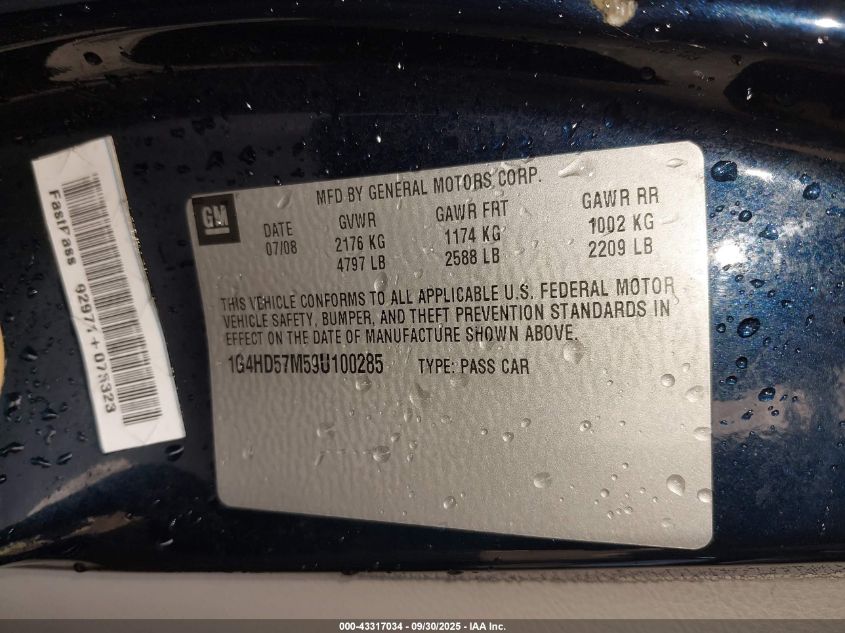 FastPass 9297A+07S323
GM
MFD BY GENERAL MOTORS CORP.
DATE GVWR GAWR FRT GAWR RR
07/08 2176 KG 1174 KG 1002 KG
4797 LB 2588 LB 2209 LB
THIS VEHICLE CONFORMS TO ALL APPLICABLE U.S. FEDERAL MOTOR
VEHICLE SAFETY, BUMPER, AND THEFT PREVENTION STANDARDS IN
EFFECT ON THE DATE OF MANUFACTURE SHOWN ABOVE.
1G4HD57M59U100285 TYPE: PASS CAR
000-43317034 - 09/30/2025 - IAA Inc.